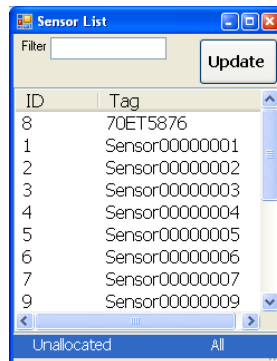 Sensor List
Filter
Update
ID Tag
8 70ET5876
1 Sensor00000001
2 Sensor00000002
3 Sensor00000003
4 Sensor00000004
5 Sensor00000005
6 Sensor00000006
7 Sensor00000007
9 Sensor00000009
Unallocated All